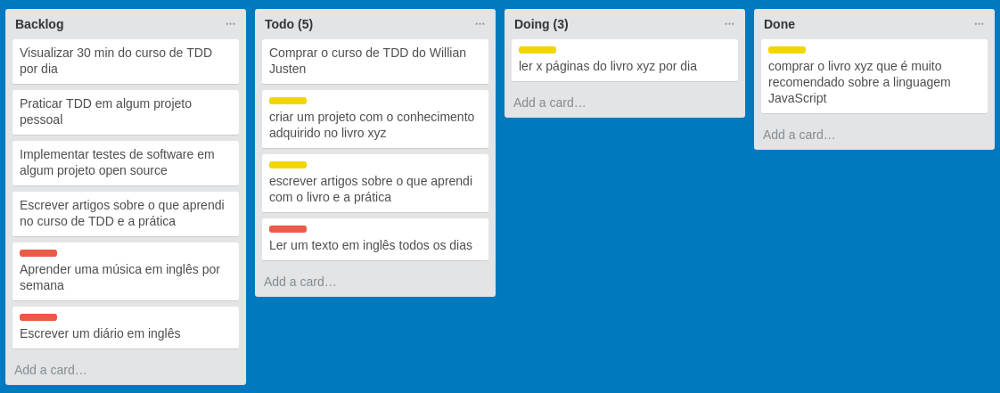 Backlog
Visualizar 30 min do curso de TDD
por dia
Praticar TDD em algum projeto
pessoal
Implementar testes de software em
algum projeto open source
Escrever artigos sobre o que aprendi
no curso de TDD e a prática
Aprender uma música em inglês por
semana
Escrever um diário em inglês
Add a card…
Todo (5)
Comprar o curso de TDD do Willian
Justen
criar um projeto com o conhecimento
adquirido no livro xyz
escrever artigos sobre o que aprendi
com o livro e a prática
Ler um texto em inglês todos os dias
Add a card…
Doing (3)
ler x páginas do livro xyz por dia
Add a card…
Done
comprar o livro xyz que é muito
recomendado sobre a linguagem
JavaScript
Add a card…